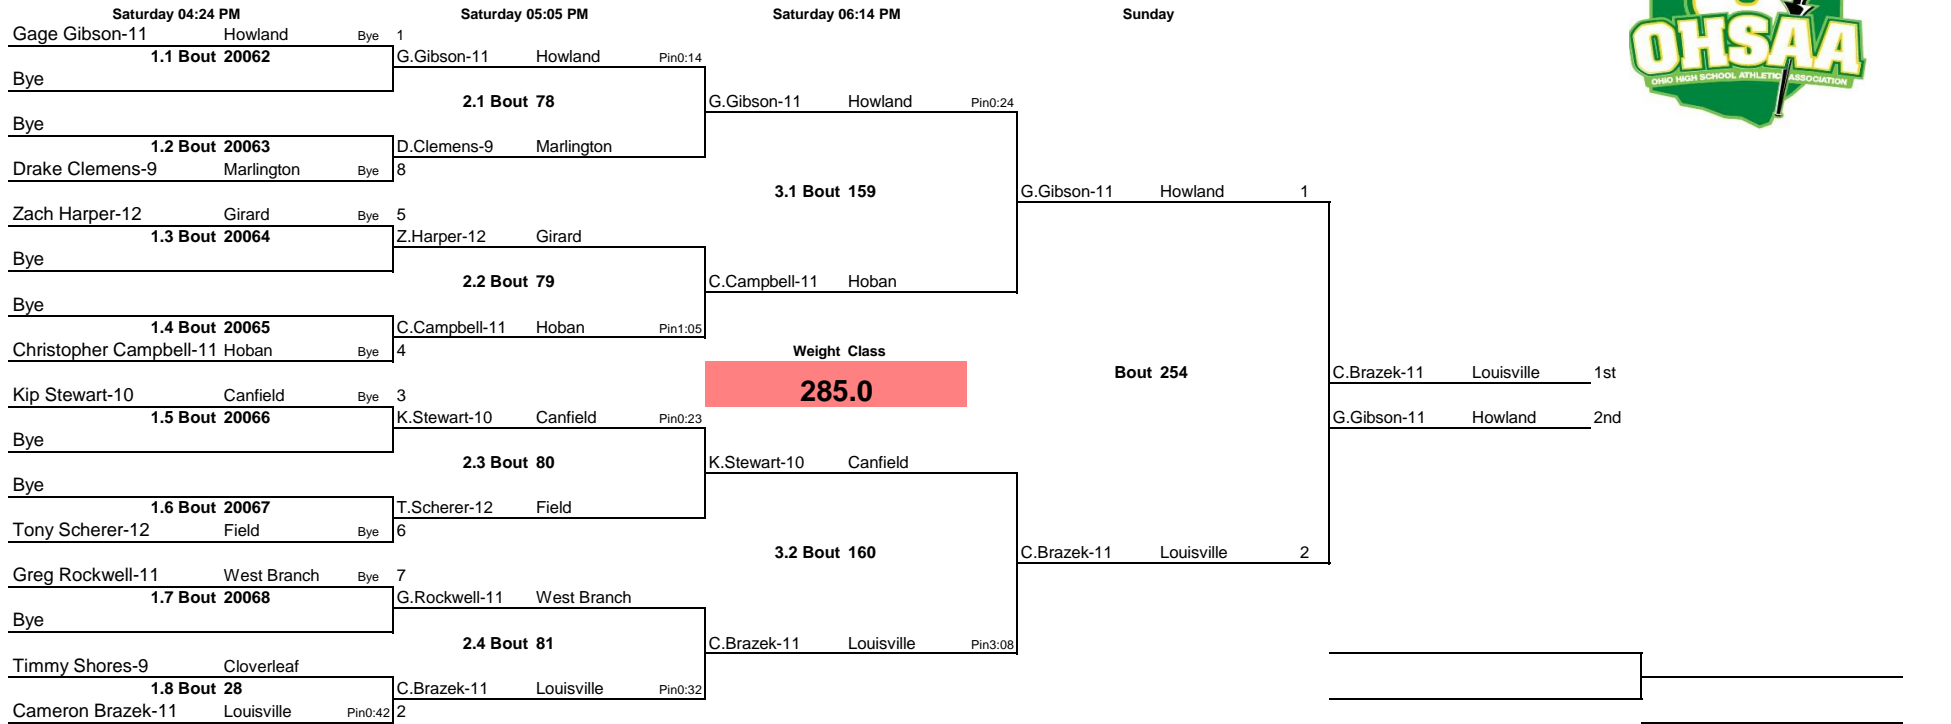 Saturday 04:24 PM Saturday 05:05 PM Saturday 06:14 PM Sunday
Gage Gibson-11 Howland Bye 1
1.1 Bout 20062 G.Gibson-11 Howland Pin0:14
Bye
2.1 Bout 78 G.Gibson-11 Howland Pin0:24
Bye
1.2 Bout 20063 D.Clemens-9 Marlington
Drake Clemens-9 Marlington Bye 8
3.1 Bout 159 G.Gibson-11 Howland 1
Zach Harper-12 Girard Bye 5
1.3 Bout 20064 Z.Harper-12 Girard
Bye
2.2 Bout 79 C.Campbell-11 Hoban
Bye
1.4 Bout 20065 C.Campbell-11 Hoban Pin1:05
Christopher Campbell-11 Hoban Bye 4 Weight Class
Bout 254 C.Brazek-11 Louisville 1st
Kip Stewart-10 Canfield Bye 3 285.0
1.5 Bout 20066 K.Stewart-10 Canfield Pin0:23 G.Gibson-11 Howland 2nd
Bye
2.3 Bout 80 K.Stewart-10 Canfield
Bye
1.6 Bout 20067 T.Scherer-12 Field
Tony Scherer-12 Field Bye 6
3.2 Bout 160 C.Brazek-11 Louisville 2
Greg Rockwell-11 West Branch Bye 7
1.7 Bout 20068 G.Rockwell-11 West Branch
Bye
2.4 Bout 81 C.Brazek-11 Louisville Pin3:08
Timmy Shores-9 Cloverleaf
1.8 Bout 28 C.Brazek-11 Louisville Pin0:32
Cameron Brazek-11 Louisville Pin0:42 2
OHSAA
OHIO HIGH SCHOOL ATHLETIC ASSOCIATION